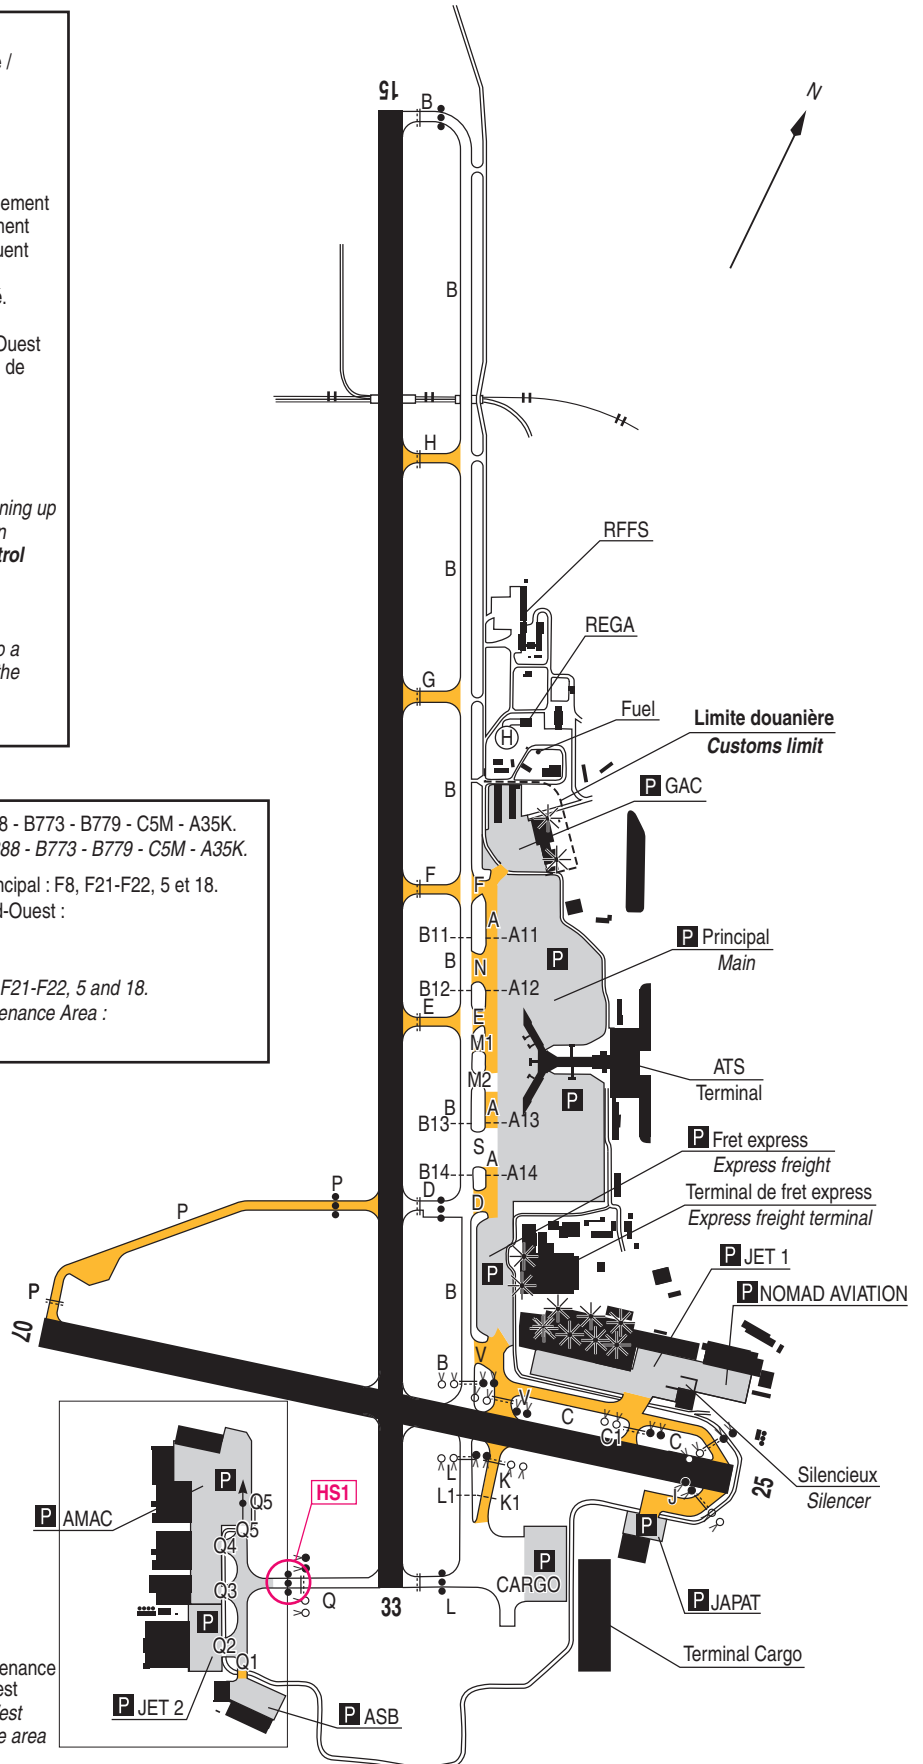 e /
ement
nent
uent
é.
Ouest
de
ning up
n
trol
o a
the
8 - B773 - B779 - C5M - A35K.
88 - B773 - B779 - C5M - A35K.
ncipal : F8, F21-F22, 5 et 18.
d-Ouest :
F21-F22, 5 and 18.
enance Area :
15
B
N
B
H
B
RFFS
REGA
G
Fuel
H
Limite douanière
Customs limit
B
P GAC
F
F
A
B11
A11
P Principal
Main
B
N
P
B12
A12
E
E
M1
ATS
Terminal
M2
P
B
A
B13
A13
P Fret express
Express freight
S
A
B14
A14
P
D
D
Terminal de fret express
Express freight terminal
P
P JET 1
P
P
B
P NOMAD AVIATION
07
V
B
V
C
C1
C
L
K
J
25
Silencieux
Silencer
L1
K1
HS1
P
Q5
P AMAC
Q5
Q4
P
P
CARGO
Q3
Q
33
L
P JAPAT
P
Q2
Q1
Terminal Cargo
P JET 2
P ASB
enance
est
est
e area